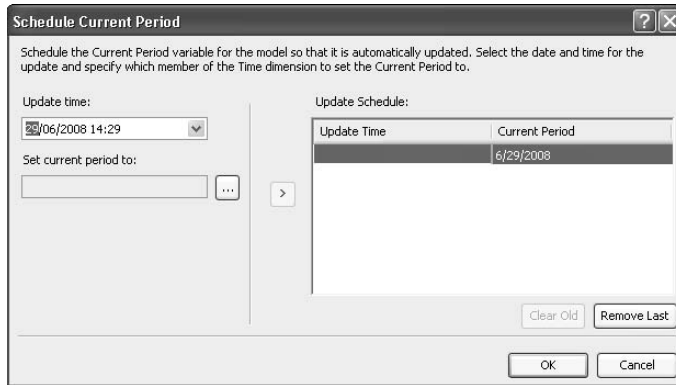 Schedule Current Period
Schedule the Current Period variable for the model so that it is automatically updated. Select the date and time for the
update and specify which member of the Time dimension to set the Current Period to.
Update time:
29/06/2008 14:29
Set current period to:
...
>
Update Schedule:
Update Time Current Period
6/29/2008
Clear Old Remove Last
OK Cancel